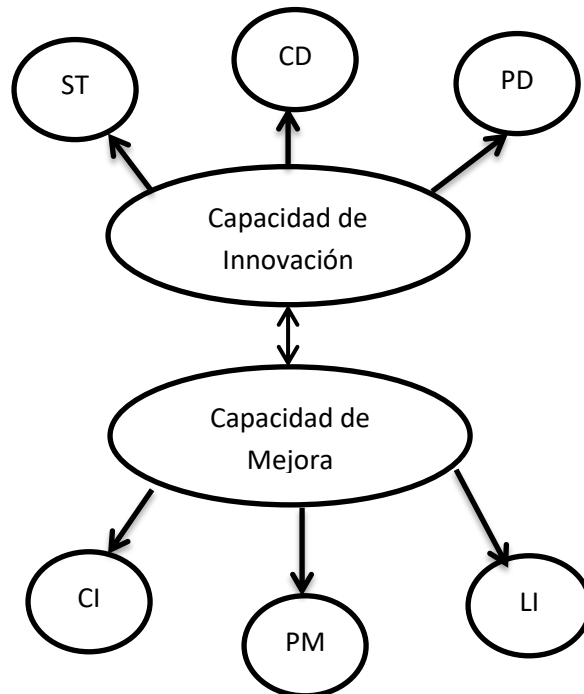 CD
ST
PD
Capacidad de
Innovación
Capacidad de
Mejora
CI
PM
LI